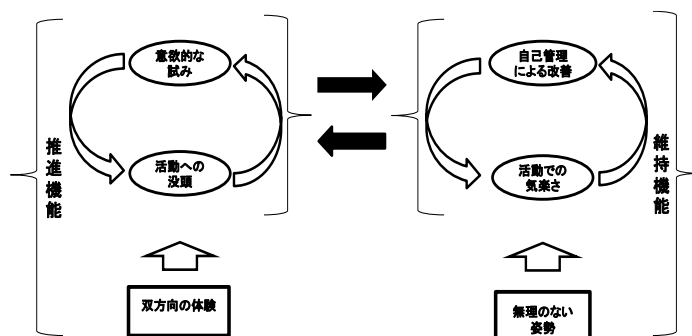 意欲的な
試み
活動への
没頭
推進機能
双方向の体験
自己管理
による改善
活動での
気楽さ
維持機能
無理のない
姿勢